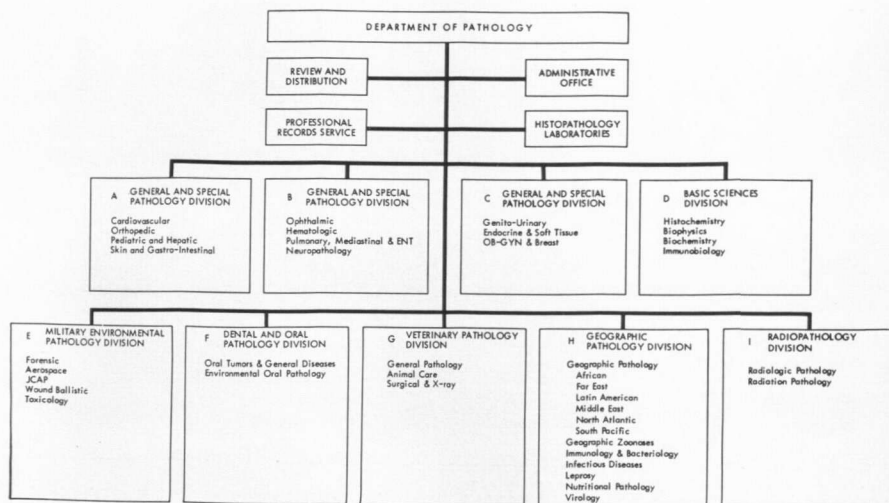 DEPARTMENT OF PATHOLOGY
REVIEW AND
DISTRIBUTION
ADMINISTRATIVE
OFFICE
PROFESSIONAL
RECORDS SERVICE
HISTOPATHOLOGY
LABORATORIES
A GENERAL AND SPECIAL
PATHOLOGY DIVISION
Cardiovascular
Orthopedic
Pediatric and Hepatic
Skin and Gastro-Intestinal
B GENERAL AND SPECIAL
PATHOLOGY DIVISION
Ophthalmic
Hematologic
Pulmonary, Mediastinal & ENT
Neuropathology
C GENERAL AND SPECIAL
PATHOLOGY DIVISION
Genito-Urinary
Endocrine & Soft Tissue
OB-GYN & Breast
D BASIC SCIENCES
DIVISION
Histochemistry
Biophysics
Biochemistry
Immunobiology
E MILITARY ENVIRONMENTAL
PATHOLOGY DIVISION
Forensic
Aerospace
JCAP
Wound Ballistic
Toxicology
F DENTAL AND ORAL
PATHOLOGY DIVISION
Oral Tumors & General Diseases
Environmental Oral Pathology
G VETERINARY PATHOLOGY
DIVISION
General Pathology
Animal Care
Surgical & X-ray
H GEOGRAPHIC
PATHOLOGY DIVISION
Geographic Pathology
African
Far East
Latin American
Middle East
North Atlantic
South Pacific
Geographic Zoonoses
Immunology & Bacteriology
Infectious Diseases
Leprosy
Nutritional Pathology
Virology
I RADIOPATHOLOGY
DIVISION
Radiologic Pathology
Radiation Pathology